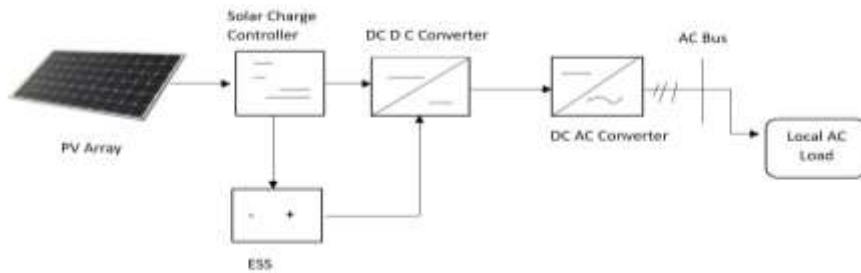 Solar Charge
Controller
DC D C Converter
AC Bus
PV Array
DC AC Converter
Local AC
Load
- +
ESS